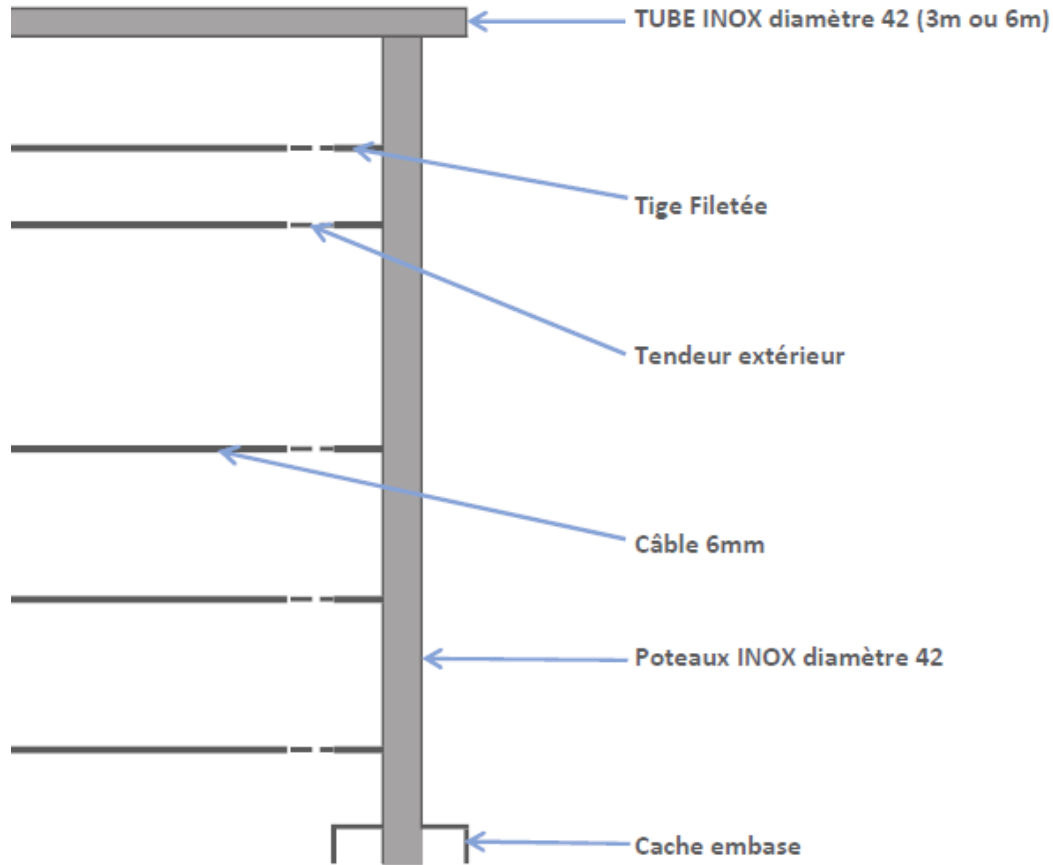 TUBE INOX diamètre 42 (3m ou 6m)
Tige Filetée
Tendeur extérieur
Câble 6mm
Poteaux INOX diamètre 42
Cache embase